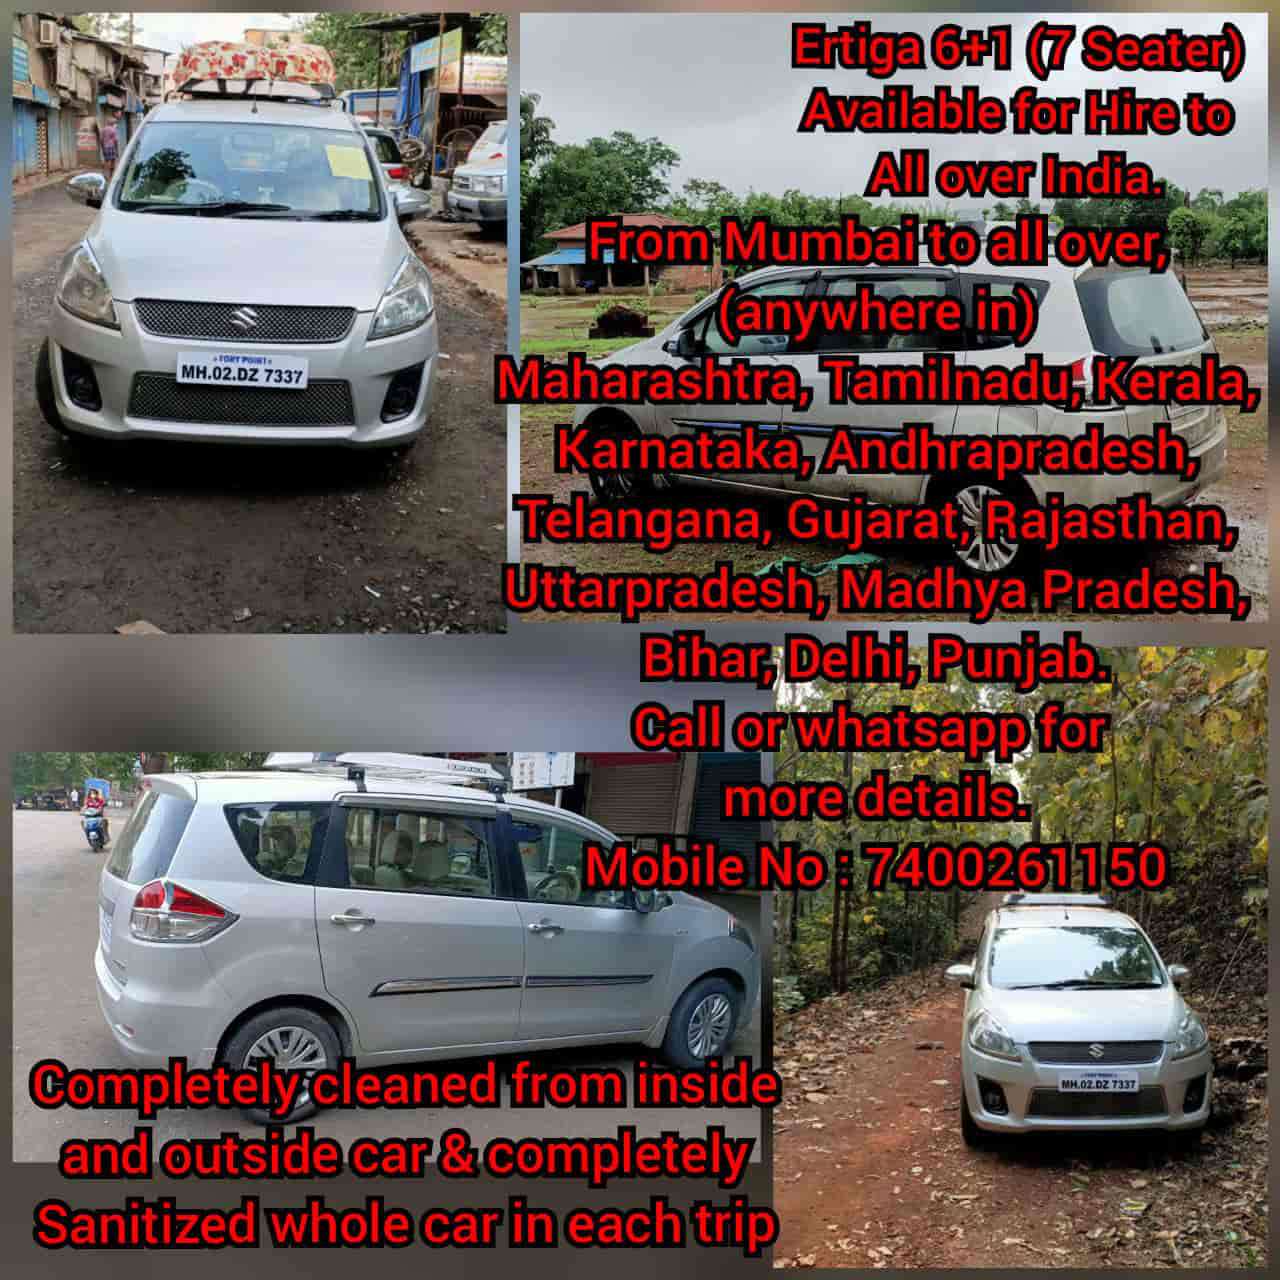 Ertiga 6+1 (7 Seater)
Available for Hire to
All over India.
From Mumbai to all over,
(anywhere in)
Maharashtra, Tamilnadu, Kerala,
Karnataka, Andhrapradesh,
Telangana, Gujarat, Rajasthan,
Uttarpradesh, Madhya Pradesh,
Bihar, Delhi, Punjab.
Call or whatsapp for
more details.
Mobile No : 7400261150
FORT POINT
MH.02.DZ 7337
MH.02.DZ 7337
Completely cleaned from inside
and outside car & completely
Sanitized whole car in each trip